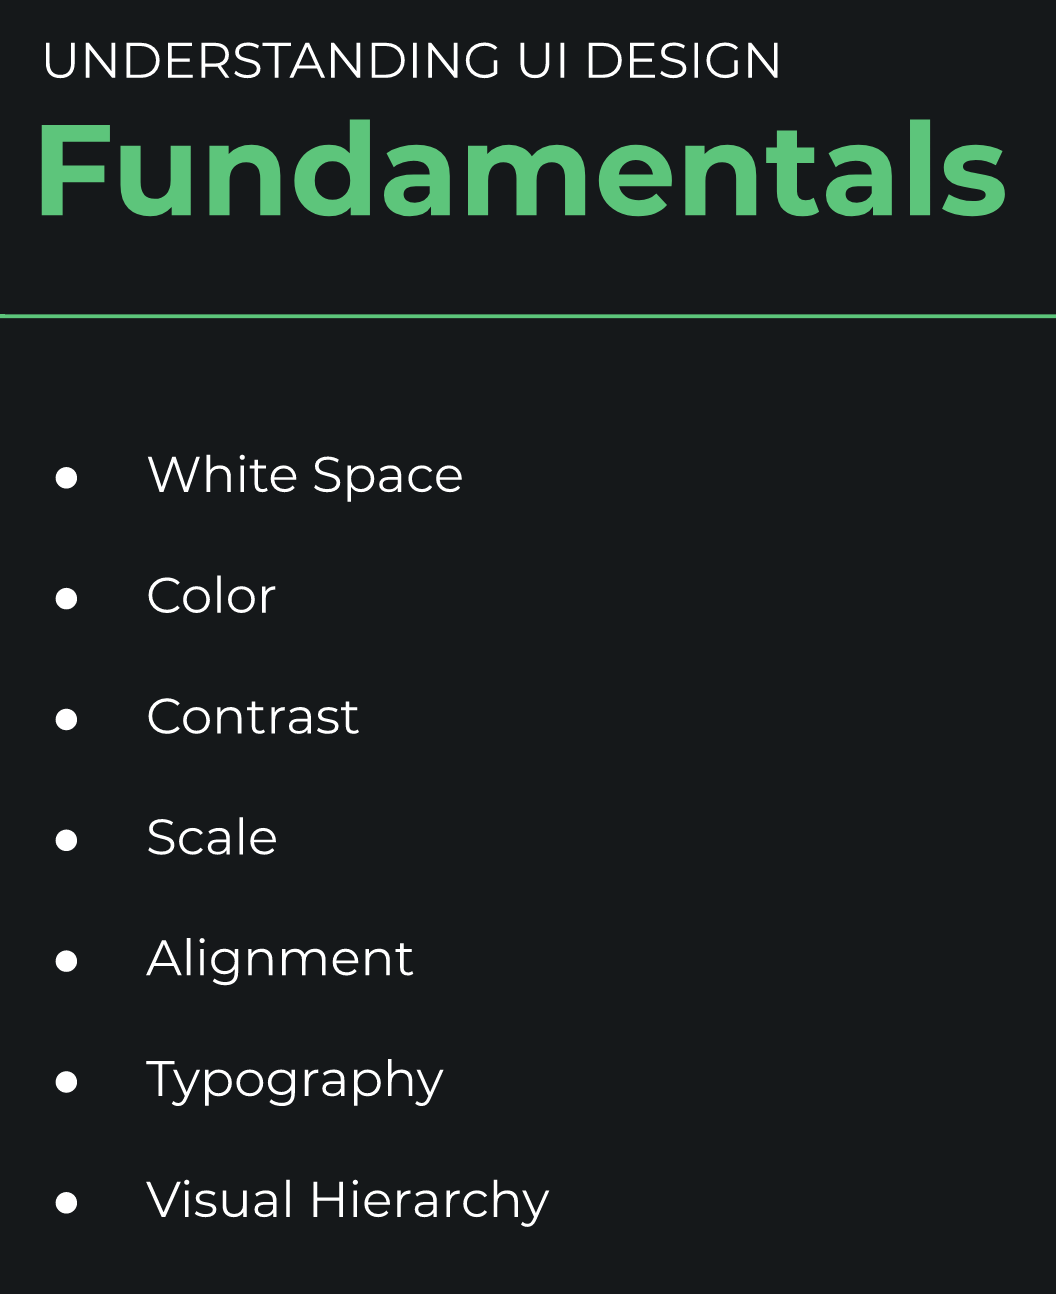 UNDERSTANDING UI DESIGN
Fundamentals
● White Space
● Color
● Contrast
● Scale
● Alignment
● Typography
● Visual Hierarchy